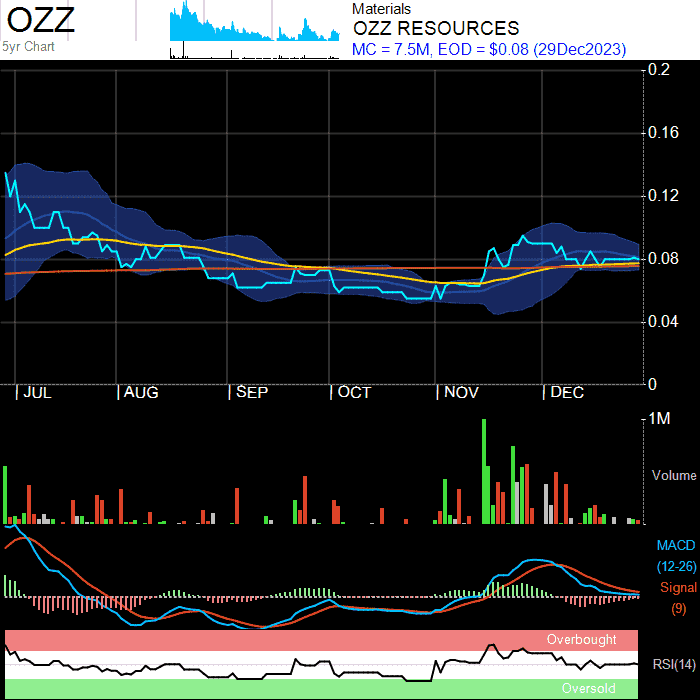 OZZ
5yr Chart
Materials
OZZ RESOURCES
MC = 7.5M, EOD = $0.08 (29Dec2023)
0.2
0.16
0.12
0.08
0.04
0
JUL
AUG
SEP
OCT
NOV
DEC
1M
Volume
MACD
(12-26)
Signal
(9)
Overbought
RSI(14)
Oversold